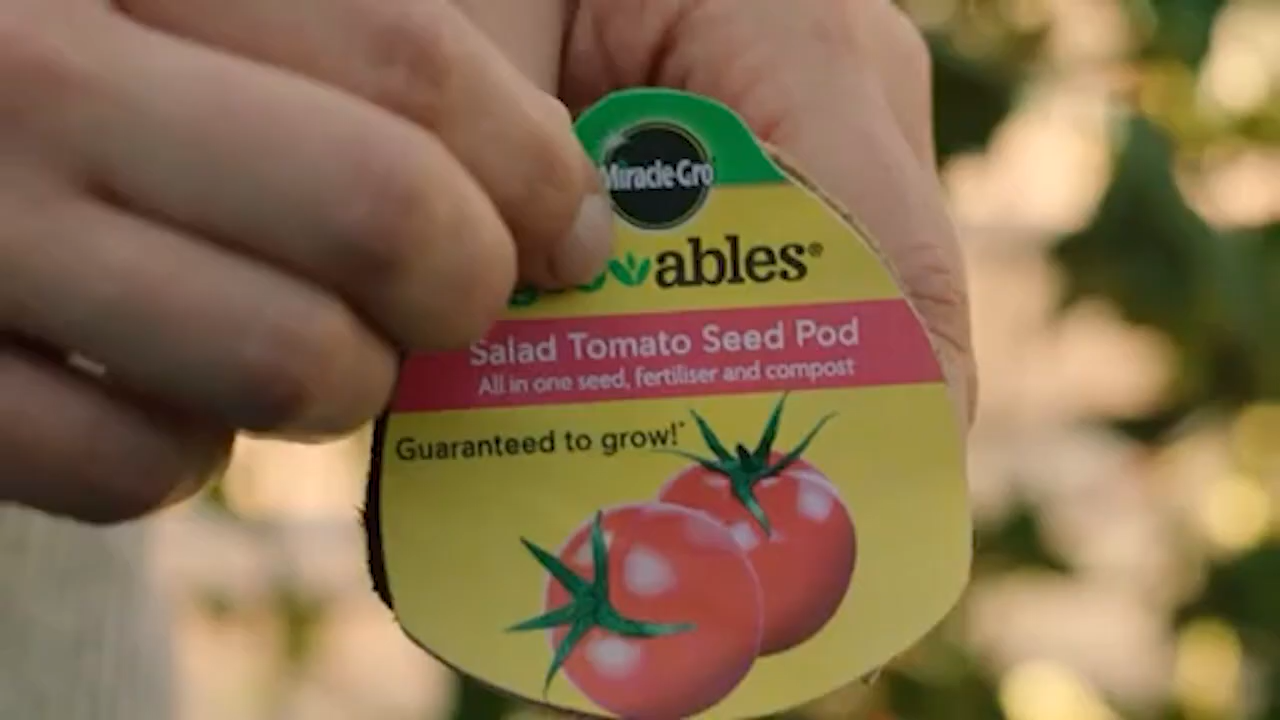 Miracle-Gro
ables®
Salad Tomato Seed Pod
All in one seed, fertiliser and compost
Guaranteed to grow!*